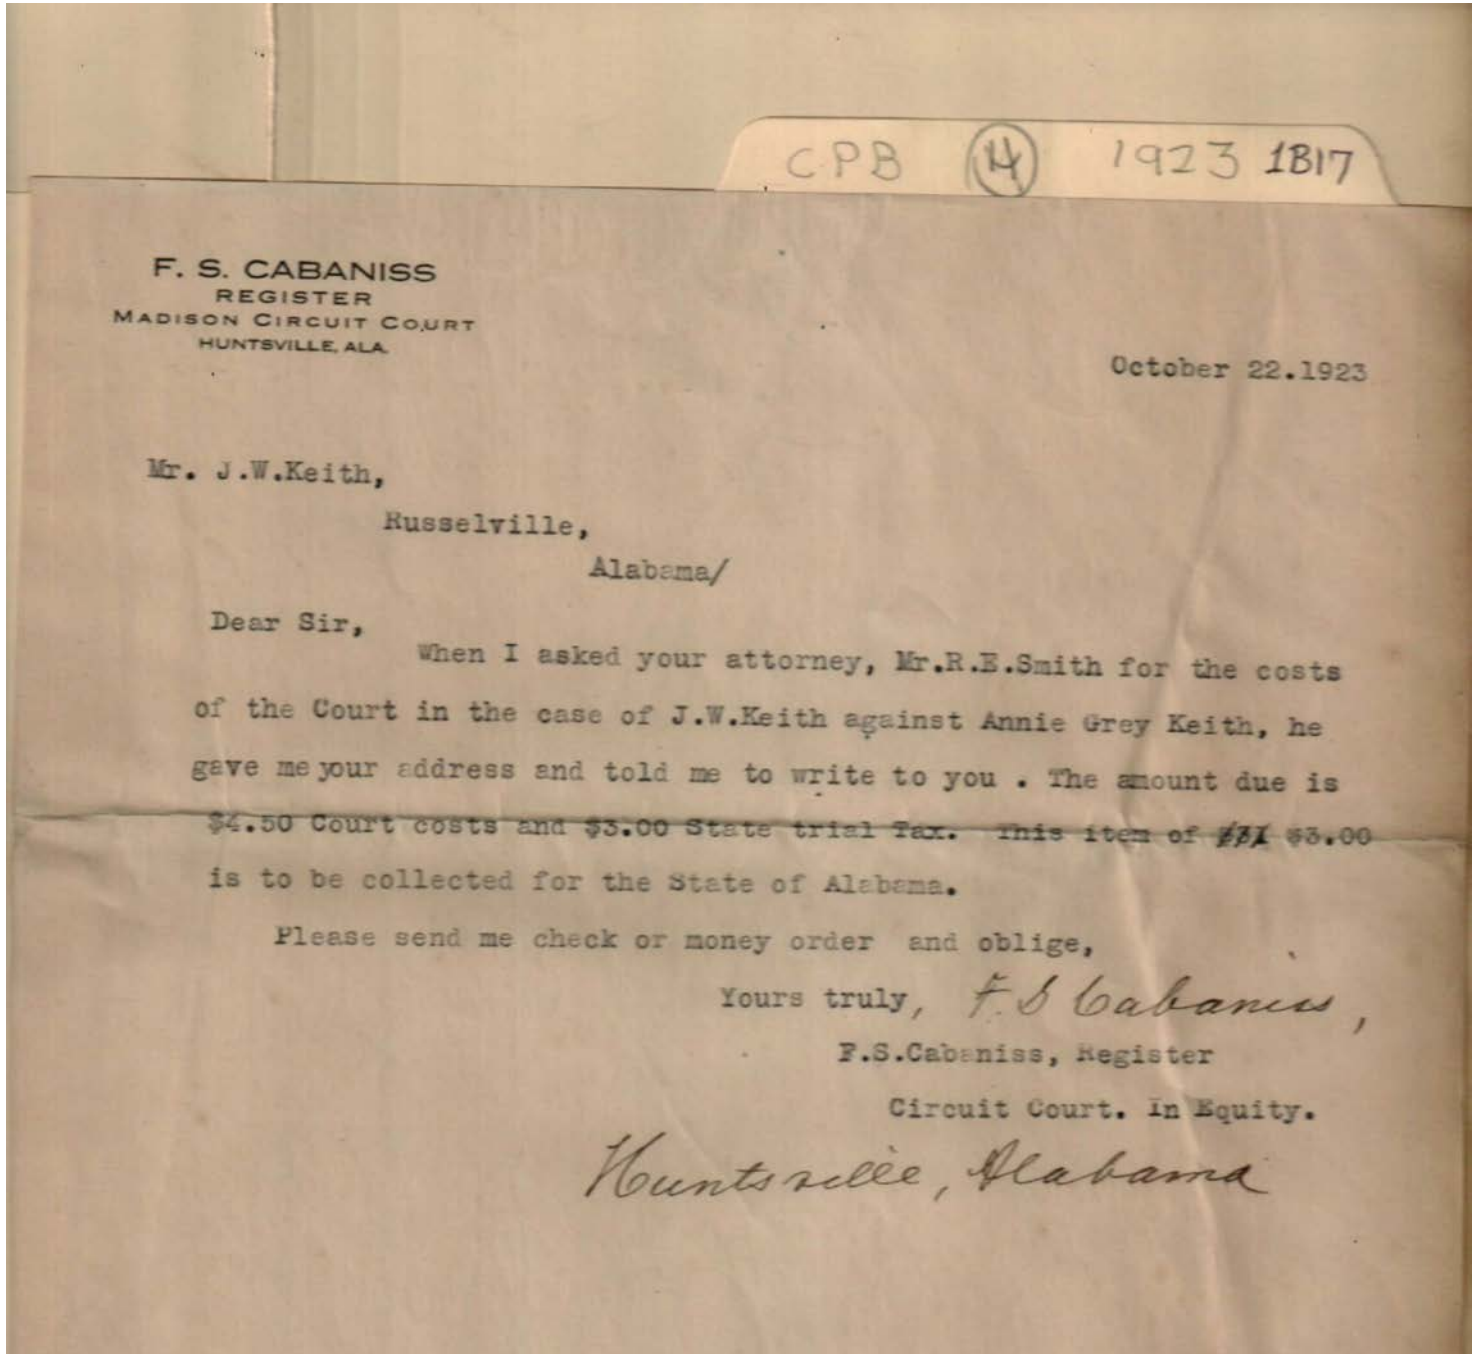 CPB H 1923 1B17
F. S. CABANISS
REGISTER
MADISON CIRCUIT COURT
HUNTSVILLE, ALA.
October 22.1923
Mr. J.W.Keith,
Russelville,
Alabama/
Dear Sir,
When I asked your attorney, Mr.R.E.Smith for the costs
of the Court in the case of J.W.Keith against Annie Grey Keith, he
gave me your address and told me to write to you . The amount due is
$4.50 Court costs and $3.00 State trial Tax. This item of $3.00
is to be collected for the State of Alabama.
Please send me check or money order and oblige,
Yours truly, F. S Cabaniss,
F.S.Cabaniss, Register
Circuit Court. In Equity.
Huntsville, Alabama